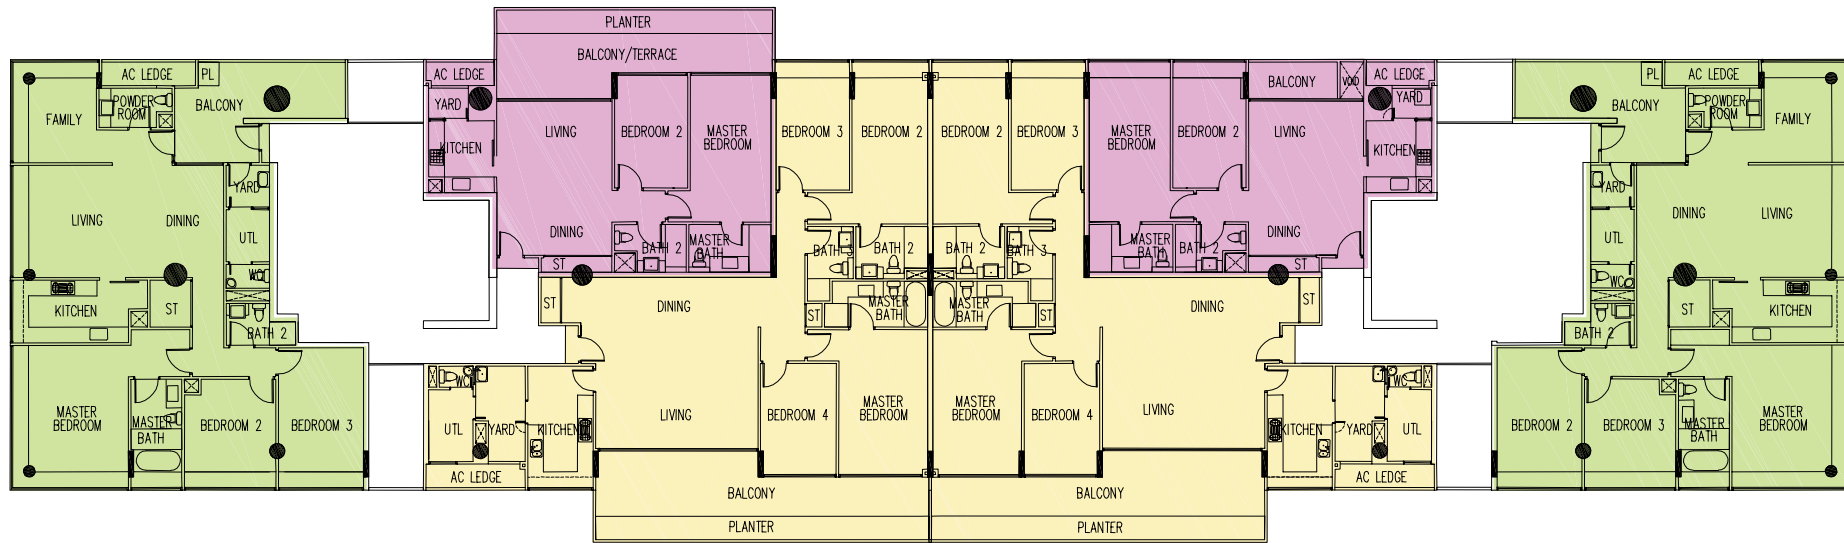 PLANTER
BALCONY/TERRACE
AC LEDGE
PL
BALCONY
POWDER
ROOM
FAMILY
YARD
LIVING
DINING
UTL
WC
KITCHEN
ST
BATH 2
MASTER
BEDROOM
MASTER
BATH
BEDROOM 2
BEDROOM 3
AC LEDGE
YARD
KITCHEN
LIVING
BEDROOM 2
MASTER
BEDROOM
DINING
BATH 2
MASTER
BATH
ST
BEDROOM 3
BEDROOM 2
BATH 3
BATH 2
ST
DINING
ST
MASTER
BATH
WC
UTL
YARD
KITCHEN
LIVING
BEDROOM 4
MASTER
BEDROOM
AC LEDGE
BALCONY
PLANTER
BEDROOM 2
BEDROOM 3
BATH 2
BATH 3
MASTER
BATH
ST
DINING
ST
MASTER
BEDROOM
BEDROOM 4
LIVING
KITCHEN
YARD
WC
UTL
AC LEDGE
BALCONY
PLANTER
BALCONY
VOID
AC LEDGE
YARD
MASTER
BEDROOM
BEDROOM 2
LIVING
KITCHEN
MASTER
BATH
BATH 2
DINING
ST
PL
AC LEDGE
BALCONY
POWDER
ROOM
FAMILY
YARD
DINING
LIVING
UTL
WC
ST
KITCHEN
BATH 2
BEDROOM 2
BEDROOM 3
MASTER
BATH
MASTER
BEDROOM